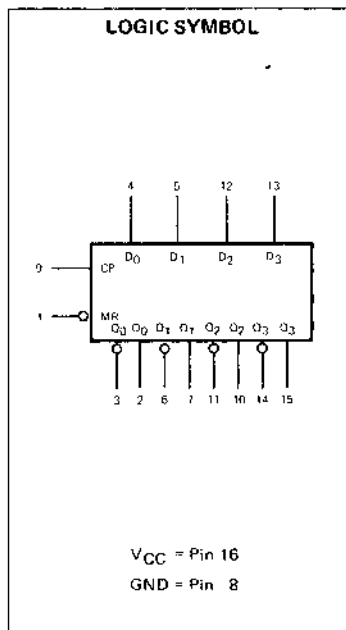 LOGIC SYMBOL
4 5 12 13
D0 D1 D2 D3
9 CP
1 MR
Q0 Q0 Q1 Q1 Q2 Q2 Q3 Q3
3 2 6 7 11 10 14 15
VCC = Pin 16
GND = Pin 8